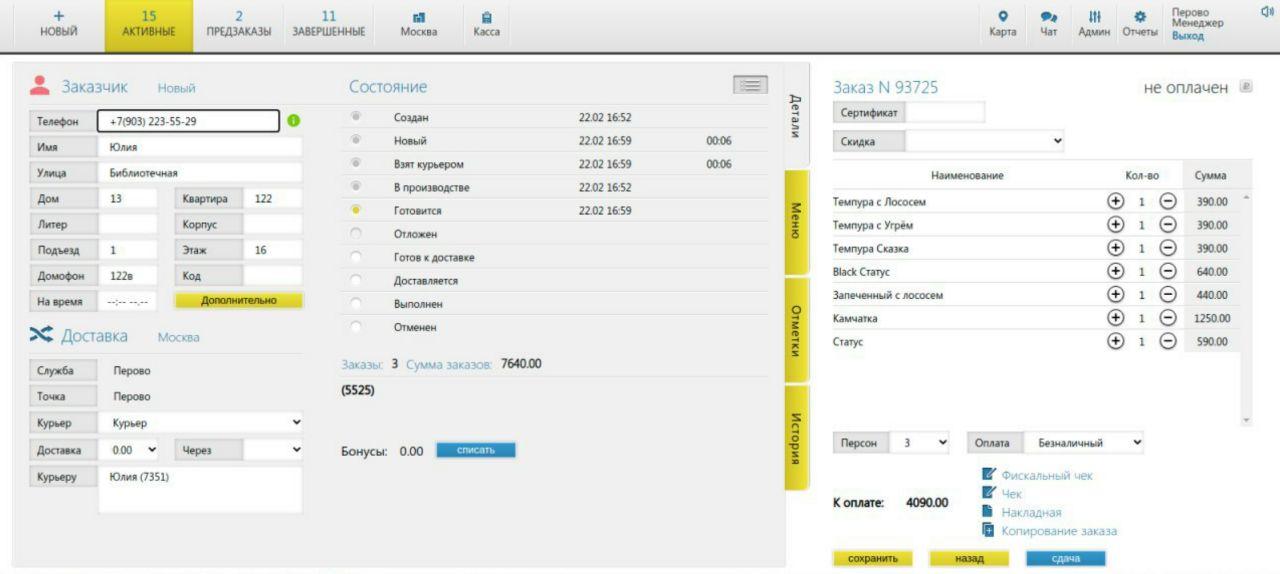 + 15 2 11
НОВЫЙ АКТИВНЫЕ ПРЕДЗАКАЗЫ ЗАВЕРШЕННЫЕ Москва Касса Карта Чат Админ Отчеты
Перово
Менеджер
Выход
Заказчик Новый
Телефон +7(903) 223-55-29
Имя Юлия
Улица Библиотечная
Дом 13 Квартира 122
Литер Корпус
Подъезд 1 Этаж 16
Домофон 122в Код
На время --:-- --.-- Дополнительно
Доставка Москва
Служба Перово
Точка Перово
Курьер Курьер
Доставка 0.00 Через
Курьеру Юлия (7351)
Состояние
Создан 22.02 16:52
Новый 22.02 16:59 00:06
Взят курьером 22.02 16:59 00:06
В производстве 22.02 16:52
Готовится 22.02 16:59
Отложен
Готов к доставке
Доставляется
Выполнен
Отменен
Заказы: 3 Сумма заказов: 7640.00
(5525)
Бонусы: 0.00 списать
Детали
Меню
Отметки
История
Заказ N 93725 не оплачен
Сертификат
Скидка
Наименование Кол-во Сумма
Темпура с Лососем 1 390.00
Темпура с Угрём 1 390.00
Темпура Сказка 1 390.00
Black Статус 1 640.00
Запеченный с лососем 1 440.00
Камчатка 1 1250.00
Статус 1 590.00
Персон 3 Оплата Безналичный
Фискальный чек
Чек
К оплате: 4090.00
Накладная
Копирование заказа
сохранить назад сдача